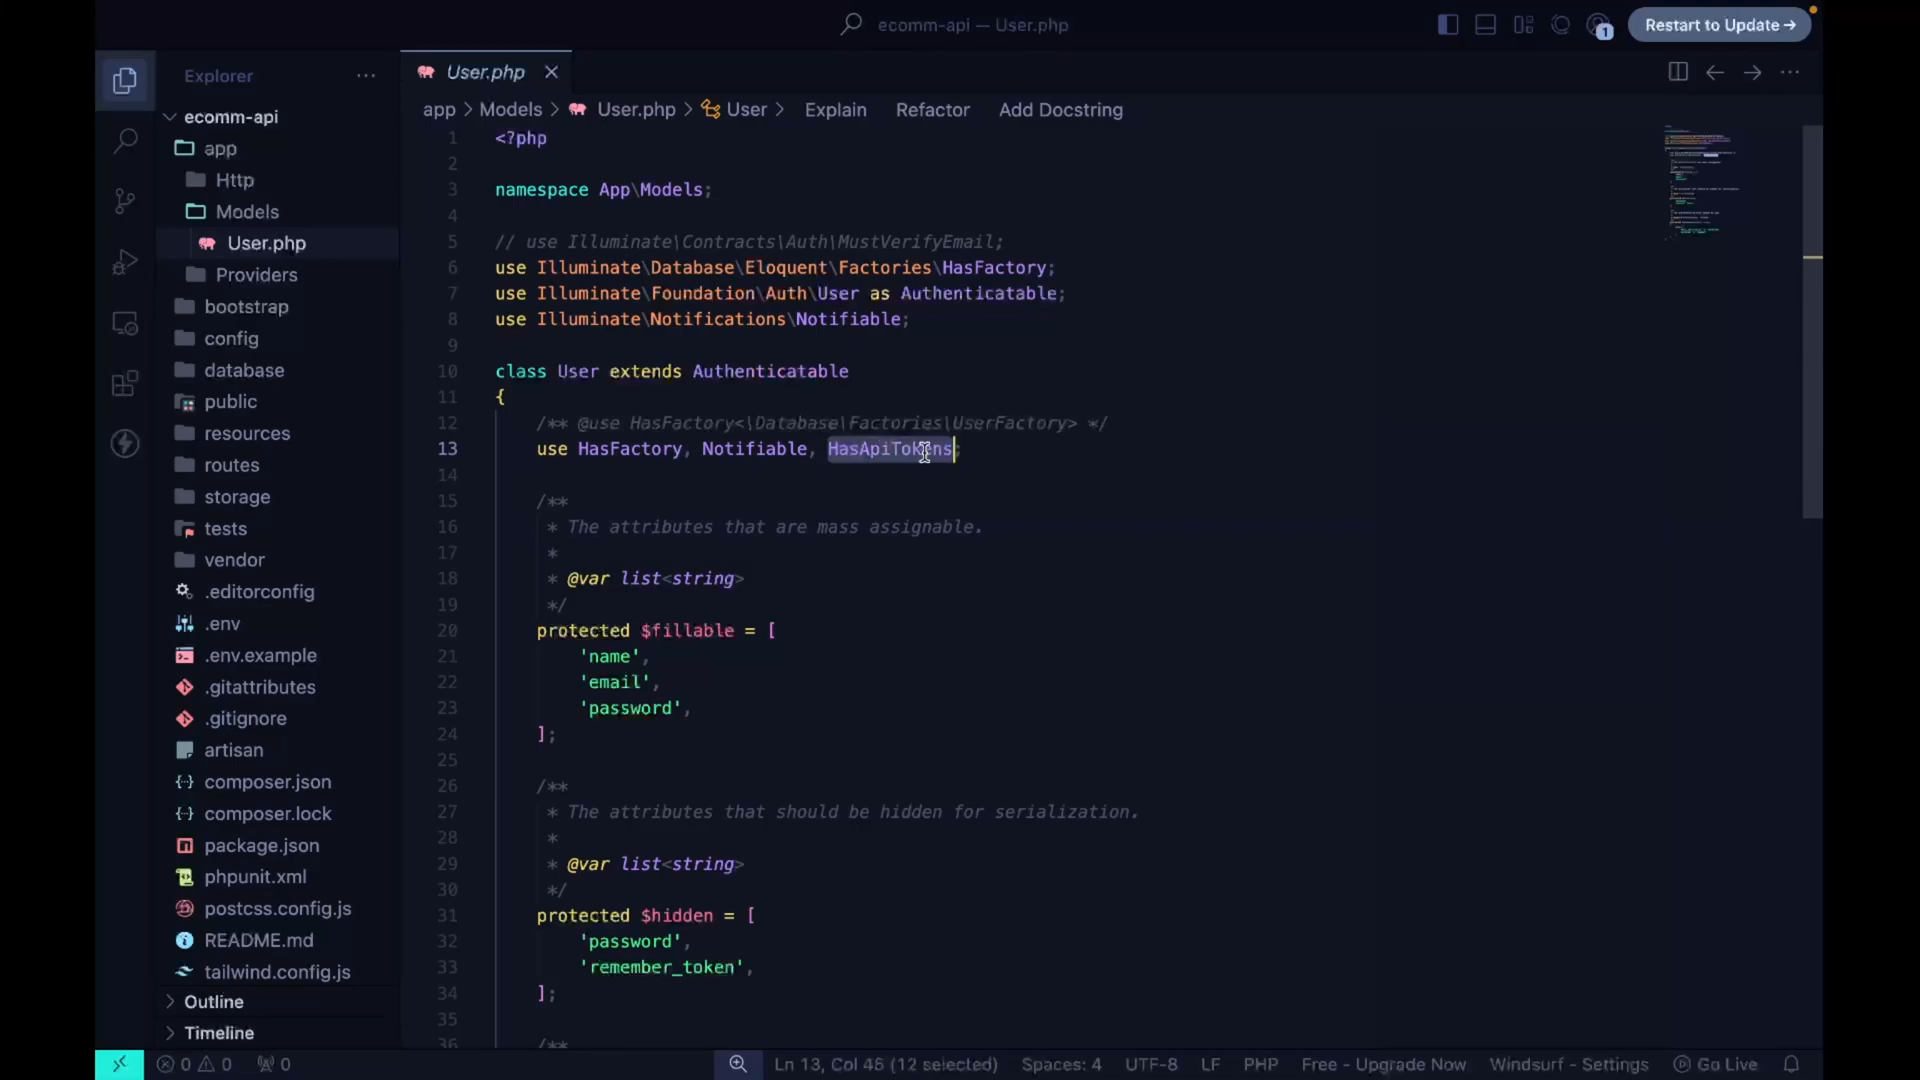 ecomm-api — User.php
1
Restart to Update →
Explorer
ecomm-api
app
Http
Models
User.php
Providers
bootstrap
config
database
public
resources
routes
storage
tests
vendor
.editorconfig
.env
.env.example
.gitattributes
.gitignore
artisan
composer.json
composer.lock
package.json
phpunit.xml
postcss.config.js
README.md
tailwind.config.js
Outline
Timeline
User.php
app > Models > User.php > User > Explain Refactor Add Docstring
1 <?php
2
3 namespace App\Models;
4
5 // use Illuminate\Contracts\Auth\MustVerifyEmail;
6 use Illuminate\Database\Eloquent\Factories\HasFactory;
7 use Illuminate\Foundation\Auth\User as Authenticatable;
8 use Illuminate\Notifications\Notifiable;
9
10 class User extends Authenticatable
11 {
12 /** @use HasFactory<\Database\Factories\UserFactory> */
13 use HasFactory, Notifiable, HasApiTokens;
14
15 /**
16 * The attributes that are mass assignable.
17 *
18 * @var list<string>
19 */
20 protected $fillable = [
21 'name',
22 'email',
23 'password',
24 ];
25
26 /**
27 * The attributes that should be hidden for serialization.
28 *
29 * @var list<string>
30 */
31 protected $hidden = [
32 'password',
33 'remember_token',
34 ];
35
36 /**
0 0 0 Ln 13, Col 46 (12 selected) Spaces: 4 UTF-8 LF PHP Free - Upgrade Now Windsurf - Settings Go Live